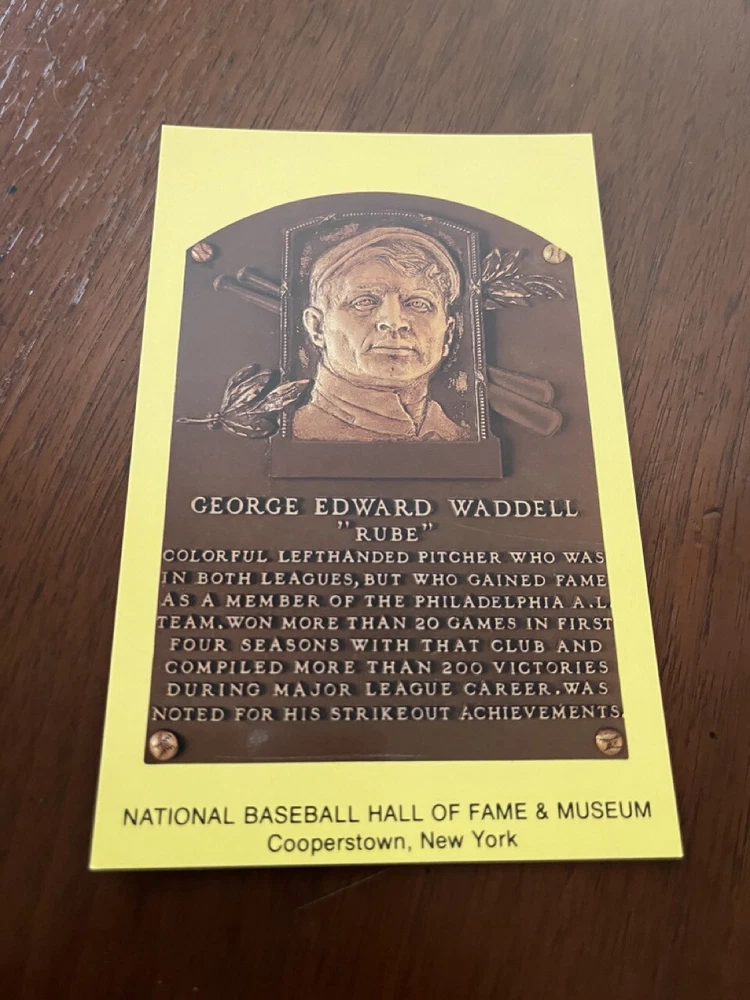 GEORGE EDWARD WADDELL
"RUBE"
COLORFUL LEFTHANDED PITCHER WHO WAS
IN BOTH LEAGUES, BUT WHO GAINED FAME
AS A MEMBER OF THE PHILADELPHIA A.L.
TEAM. WON MORE THAN 20 GAMES IN FIRST
FOUR SEASONS WITH THAT CLUB AND
COMPILED MORE THAN 200 VICTORIES
DURING MAJOR LEAGUE CAREER. WAS
NOTED FOR HIS STRIKEOUT ACHIEVEMENTS.
NATIONAL BASEBALL HALL OF FAME & MUSEUM
Cooperstown, New York